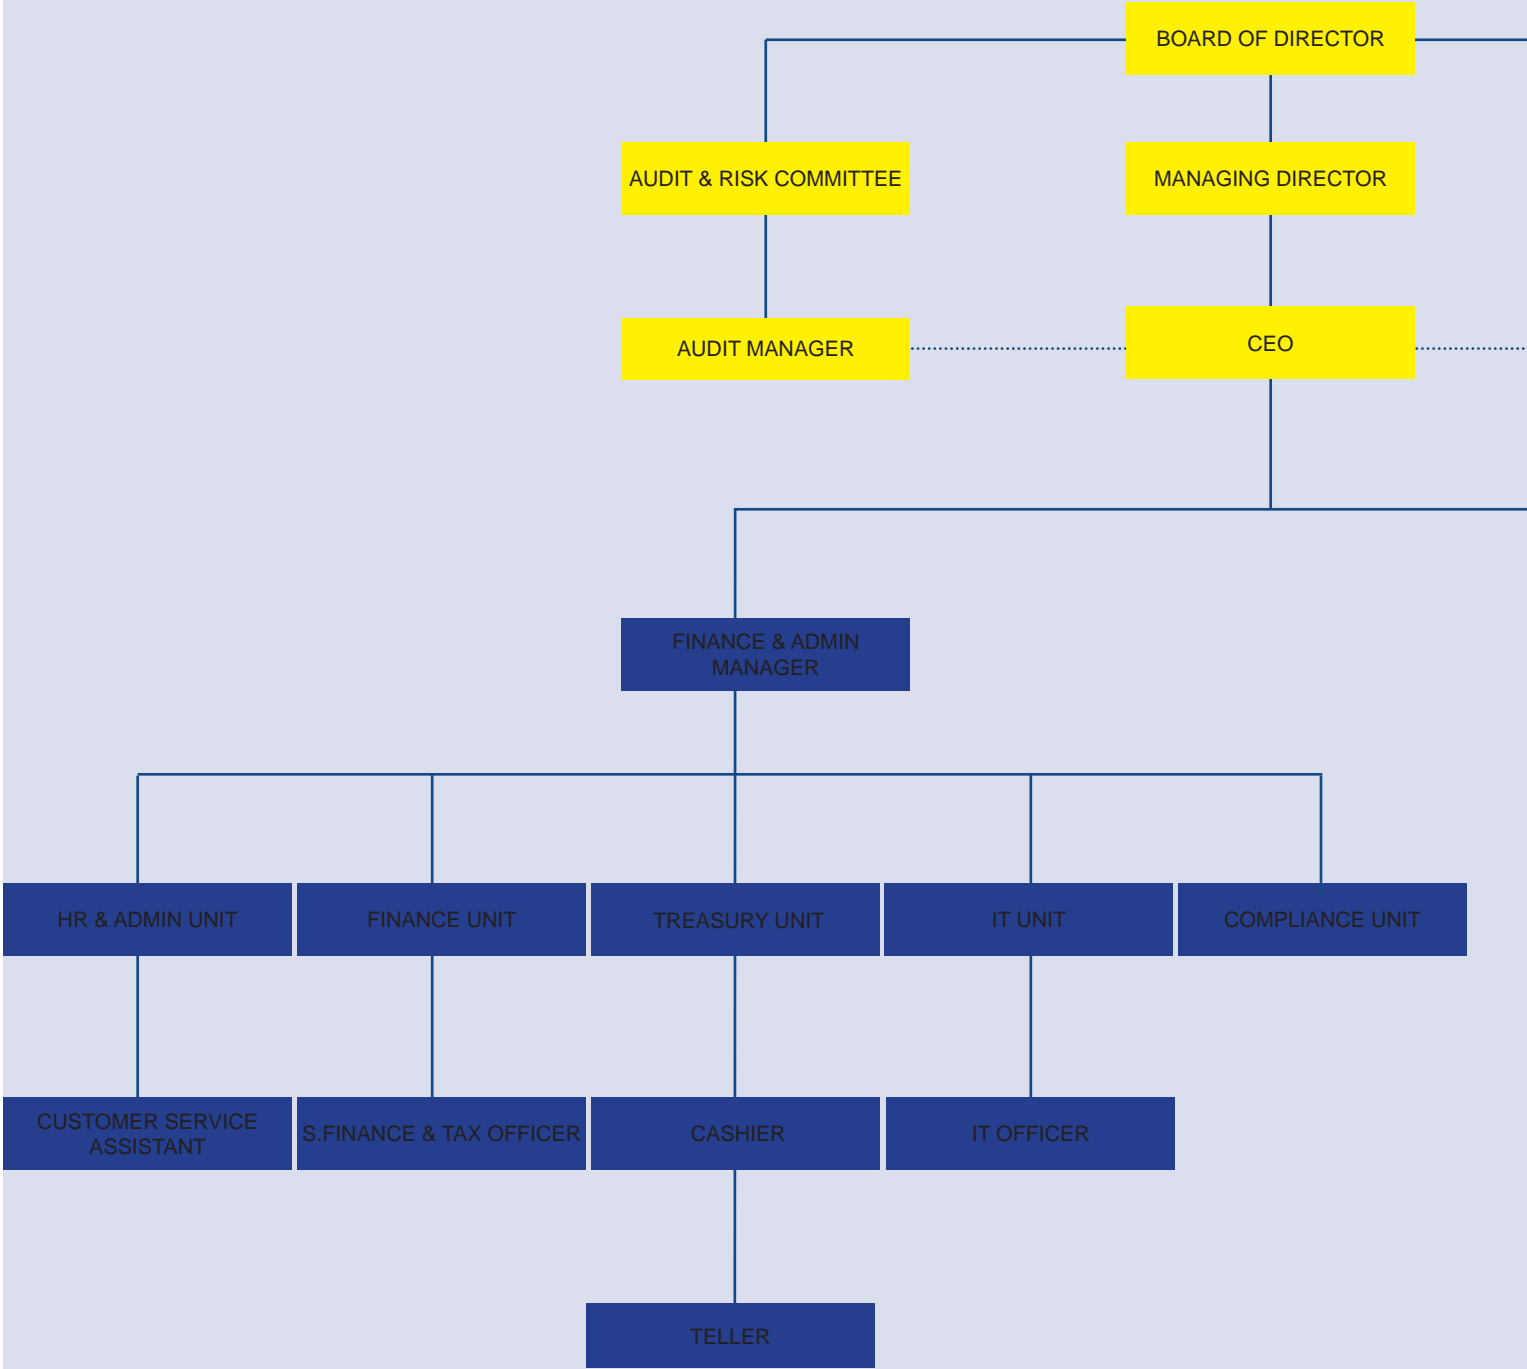 BOARD OF DIRECTOR
AUDIT & RISK COMMITTEE
MANAGING DIRECTOR
AUDIT MANAGER
CEO
FINANCE & ADMIN
MANAGER
HR & ADMIN UNIT
FINANCE UNIT
TREASURY UNIT
IT UNIT
COMPLIANCE UNIT
CUSTOMER SERVICE
ASSISTANT
S.FINANCE & TAX OFFICER
CASHIER
IT OFFICER
TELLER